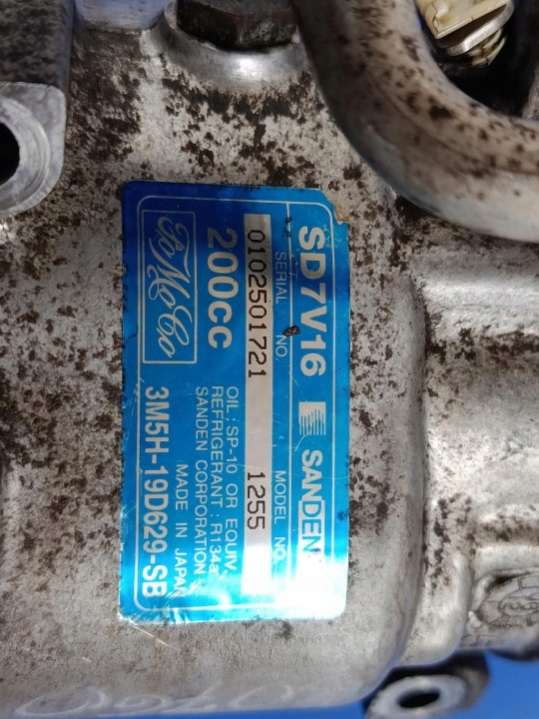 SD7V16 SANDEN
SERIAL NO. MODEL NO.
0102501721 1255
200CC
OIL; SP-10 OR EQUIV.
REFRIGERANT : R134a
SANDEN CORPORATION
MADE IN JAPAN
FoMoCo
3M5H-19D629-SB